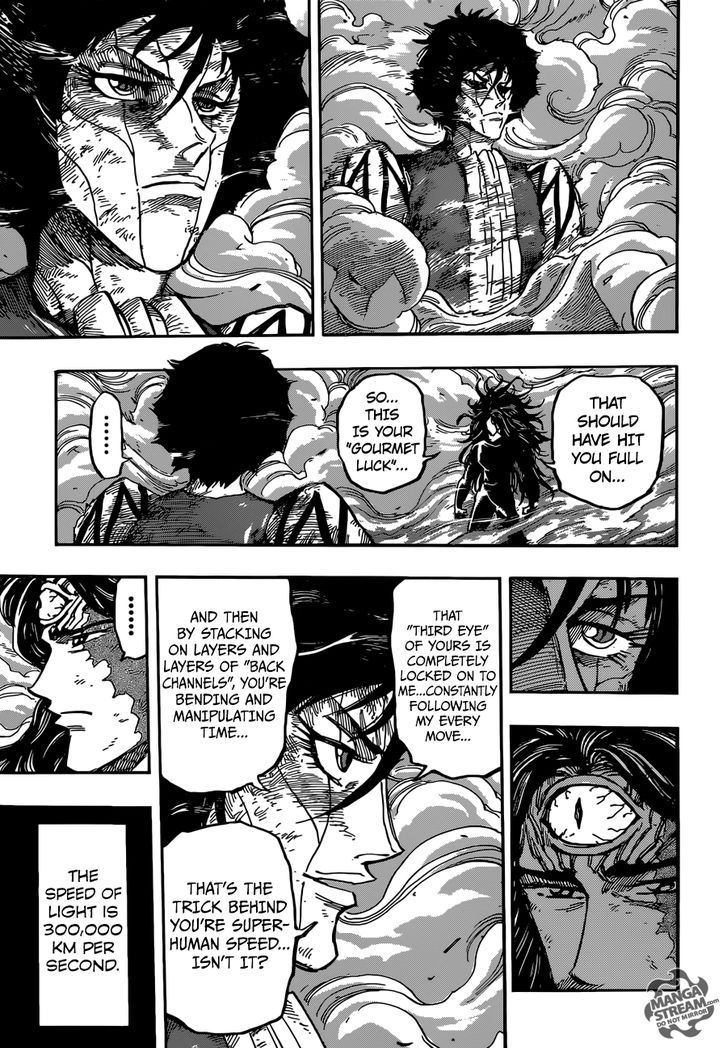 THAT
SHOULD
HAVE HIT
YOU FULL
ON...
SO...
THIS
IS YOUR
"GOURMET
LUCK"...
........
THAT
"THIRD EYE"
OF YOURS
IS
COMPLETELY
LOCKED ON TO
ME...CONSTANTLY
FOLLOWING
MY EVERY
MOVE...
AND THEN
BY STACKING
ON LAYERS AND
LAYERS OF "BACK
CHANNELS", YOU'RE
BENDING AND
MANIPULATING
TIME...
THAT'S THE
TRICK BEHIND
YOU'RE SUPER-
HUMAN SPEED...
ISN'T IT?
........
THE
SPEED OF
LIGHT IS
300,000
KM PER
SECOND.
MANGA
STREAM.com
DO NOT MIRROR!